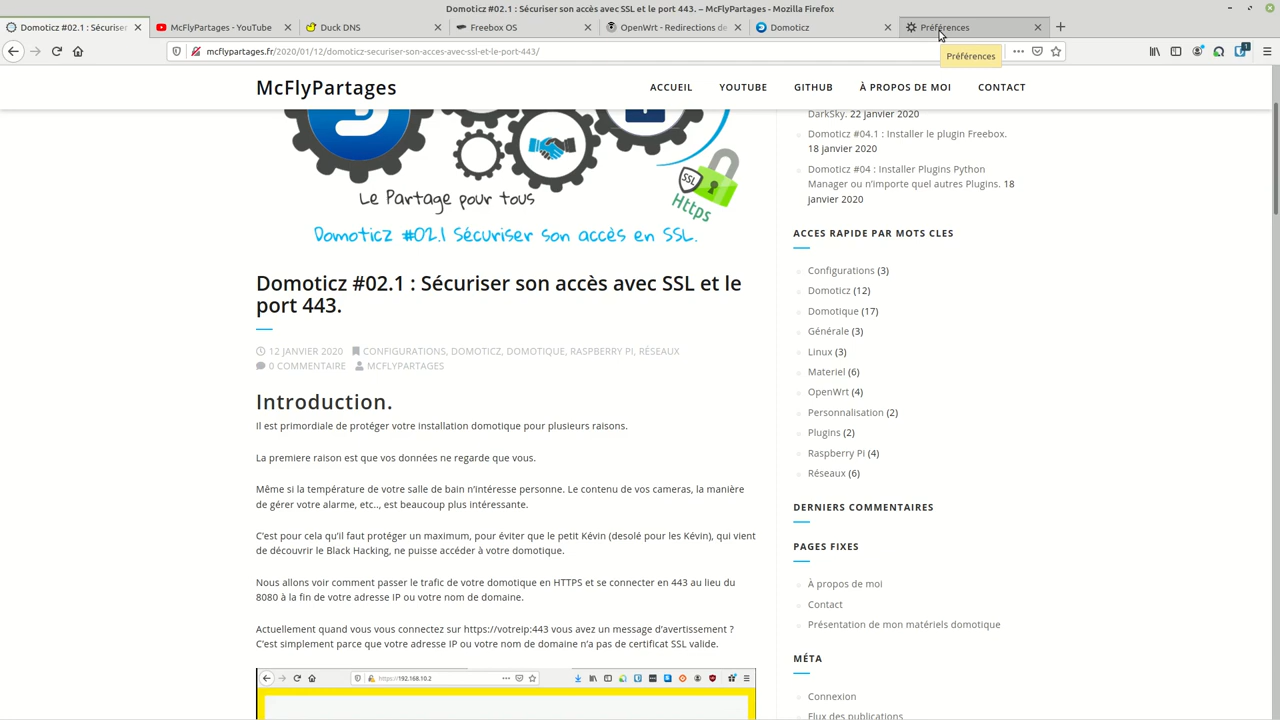 Domoticz #02.1 : Sécuriser son accès avec SSL et le port 443. – McFlyPartages - Mozilla Firefox
Domoticz #02.1 : Sécuriser
McFlyPartages - YouTube
Duck DNS
Freebox OS
OpenWrt - Redirections de
Domoticz
Préférences
mcflypartages.fr/2020/01/12/domoticz-securiser-son-acces-avec-ssl-et-le-port-443/
Préférences
1
McFlyPartages
ACCUEIL
YOUTUBE
GITHUB
À PROPOS DE MOI
CONTACT
SSL
Https
Le Partage pour tous
Domoticz #02.1 Sécuriser son accès en SSL.
Domoticz #02.1 : Sécuriser son accès avec SSL et le
port 443.
12 JANVIER 2020 CONFIGURATIONS, DOMOTICZ, DOMOTIQUE, RASPBERRY PI, RÉSEAUX
0 COMMENTAIRE MCFLYPARTAGES
Introduction.
Il est primordiale de protéger votre installation domotique pour plusieurs raisons.
La premiere raison est que vos données ne regarde que vous.
Même si la température de votre salle de bain n'intéresse personne. Le contenu de vos cameras, la manière
de gérer votre alarme, etc.., est beaucoup plus intéressante.
C'est pour cela qu'il faut protéger un maximum, pour éviter que le petit Kévin (desolé pour les Kévin), qui vient
de découvrir le Black Hacking, ne puisse accéder à votre domotique.
Nous allons voir comment passer le trafic de votre domotique en HTTPS et se connecter en 443 au lieu du
8080 à la fin de votre adresse IP ou votre nom de domaine.
Actuellement quand vous vous connectez sur https://votreip:443 vous avez un message d'avertissement ?
C'est simplement parce que votre adresse IP ou votre nom de domaine n'a pas de certificat SSL valide.
https://192.168.10.2
DarkSky. 22 janvier 2020
Domoticz #04.1 : Installer le plugin Freebox.
18 janvier 2020
Domoticz #04 : Installer Plugins Python
Manager ou n'importe quel autres Plugins. 18
janvier 2020
ACCES RAPIDE PAR MOTS CLES
Configurations (3)
Domoticz (12)
Domotique (17)
Générale (3)
Linux (3)
Materiel (6)
OpenWrt (4)
Personnalisation (2)
Plugins (2)
Raspberry Pi (4)
Réseaux (6)
DERNIERS COMMENTAIRES
PAGES FIXES
À propos de moi
Contact
Présentation de mon matériels domotique
MÉTA
Connexion
Flux des publications